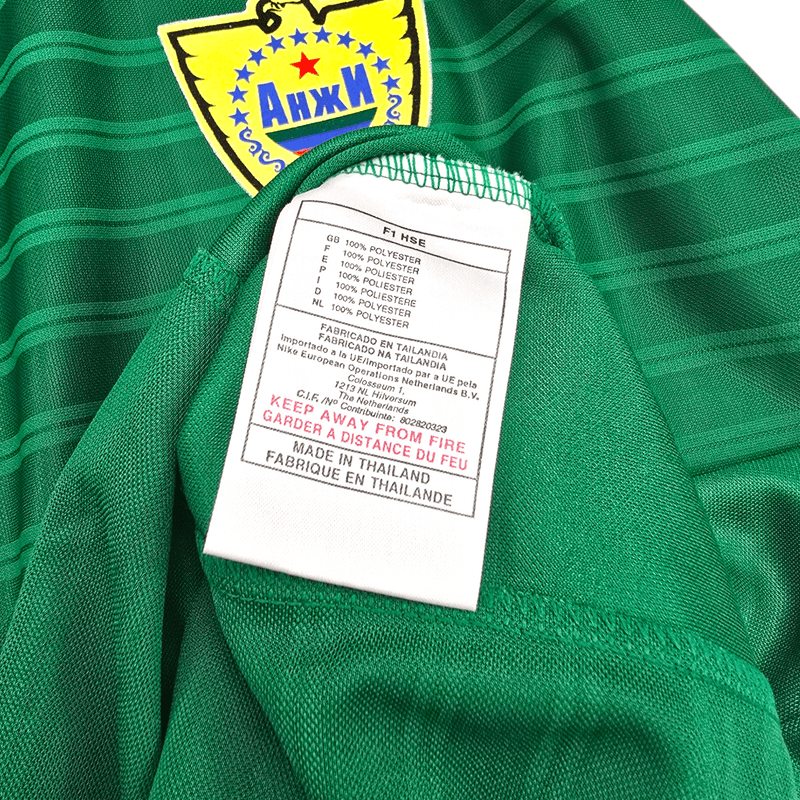 АнжИ
F1 HSE
GB 100% POLYESTER
F 100% POLYESTER
E 100% POLYESTER
P 100% POLIESTER
I 100% POLIESTERE
D 100% POLYESTER
NL 100% POLYESTER
FABRICADO EN TAILANDIA
FABRICADO NA TAILANDIA
Importado a la UE/Importado par a UE pela
Nike European Operations Netherlands B.V.
Colosseum 1,
1213 NL Hilversum
The Netherlands
C.I.F. /Nº Contribuinte: 802820323
KEEP AWAY FROM FIRE
GARDER A DISTANCE DU FEU
MADE IN THAILAND
FABRIQUE EN THAILANDE